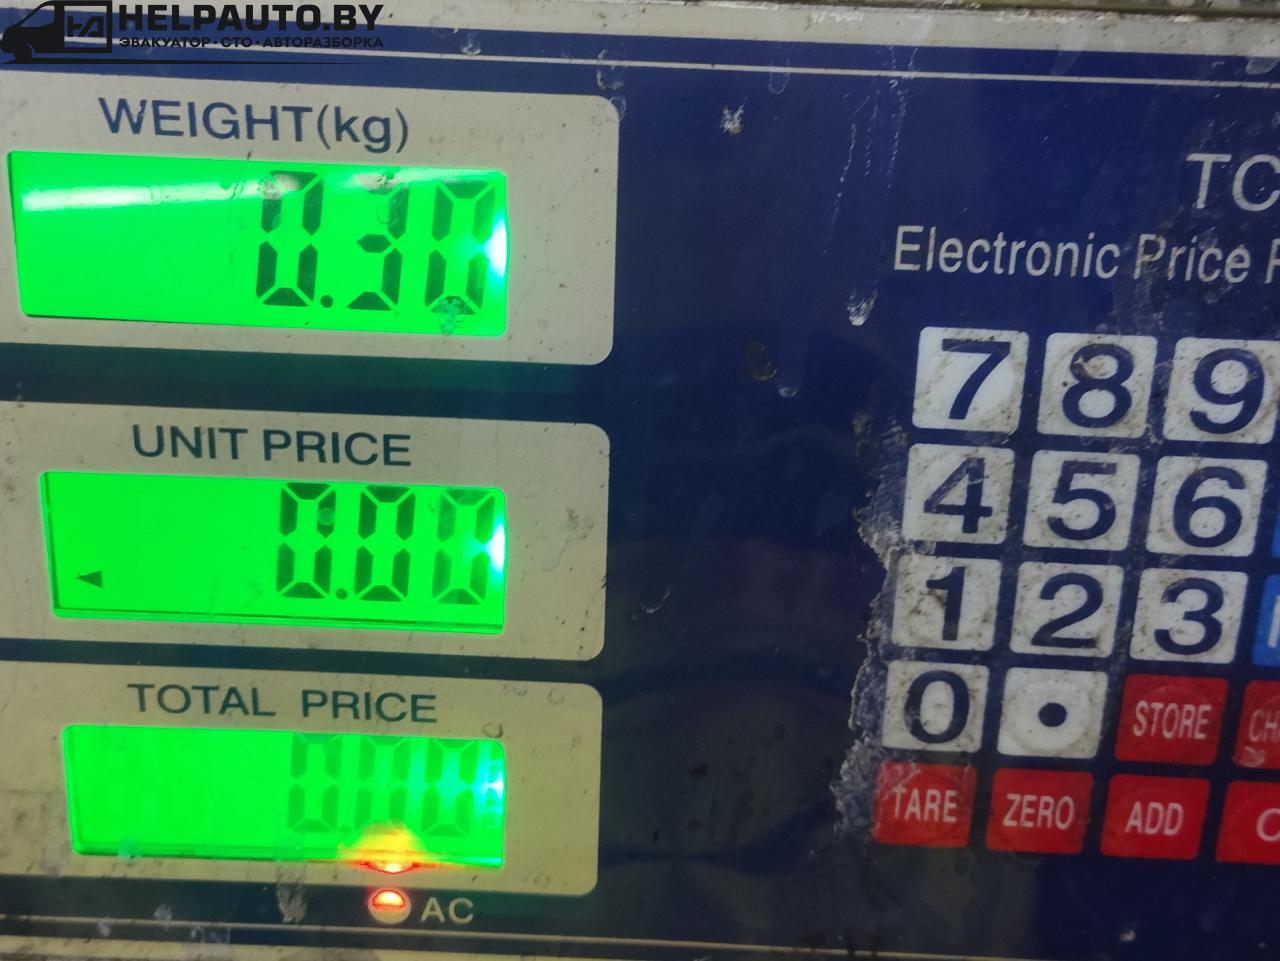 HELPAUTO.BY
ЭВАКУАТОР · СТО · АВТОРАЗБОРКА
WEIGHT(kg)
0.30
UNIT PRICE
0.00
TOTAL PRICE
0.00
AC
TC
Electronic Price
7 8 9
4 5 6
1 2 3
0 • STORE
TARE ZERO ADD